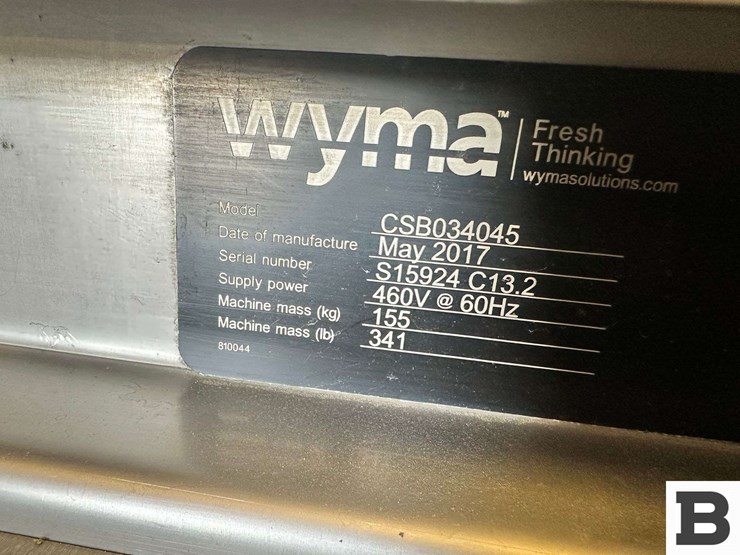 wyma™
Fresh
Thinking
wymasolutions.com
Model CSB034045
Date of manufacture May 2017
Serial number S15924 C13.2
Supply power 460V @ 60Hz
Machine mass (kg) 155
Machine mass (lb) 341
810044
B